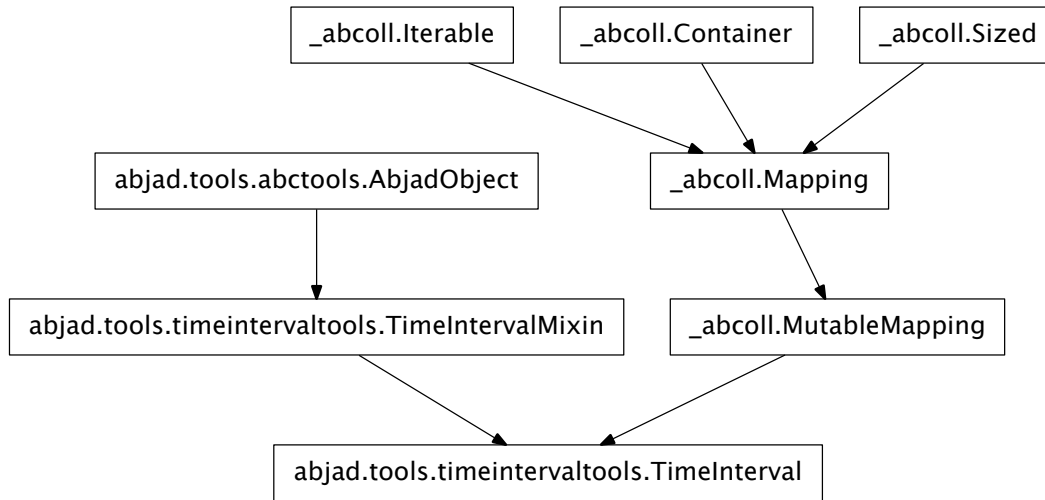 _abcoll.Iterable
_abcoll.Container
_abcoll.Sized
abjad.tools.abctools.AbjadObject
_abcoll.Mapping
abjad.tools.timeintervaltools.TimeIntervalMixin
_abcoll.MutableMapping
abjad.tools.timeintervaltools.TimeInterval